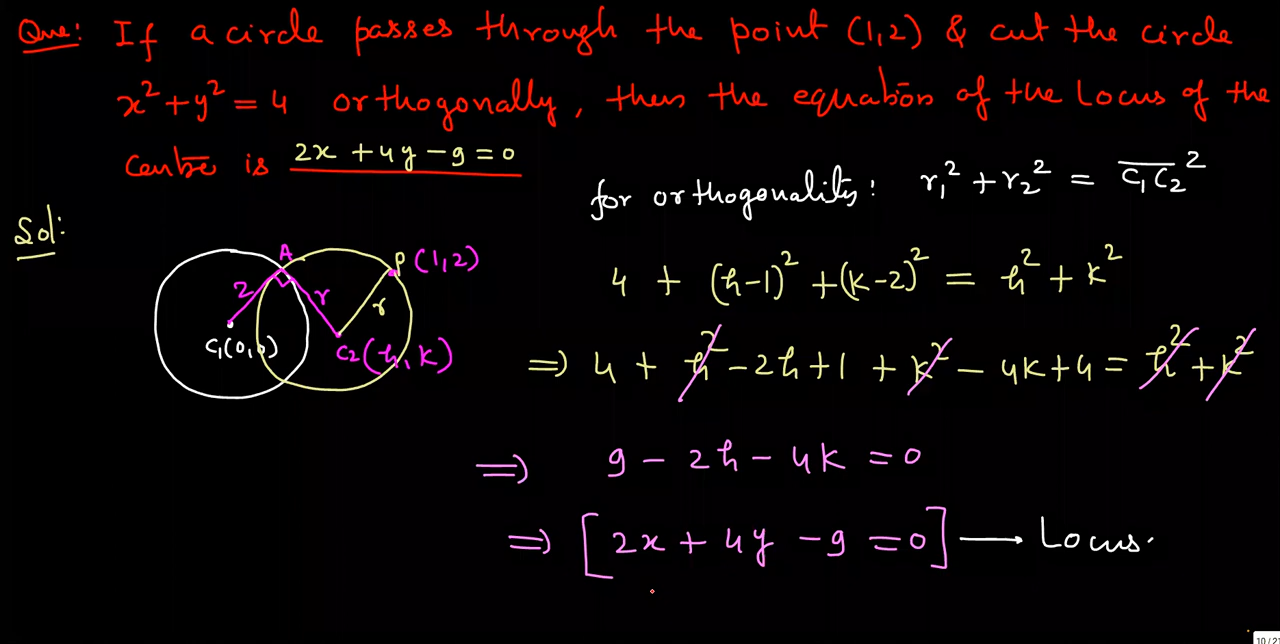 Que: If a circle passes through the point (1,2) & cut the circle
x² + y² = 4 orthogonally, then the equation of the Locus of the
Centre is 2x + 4y - 9 = 0
for orthogonality: r₁² + r₂² = C₁C₂²
Sol:
A
P (1,2)
2
r
r
C₁(0,0)
C₂(h,k)
4 + (h-1)² + (k-2)² = h² + k²
⇒ 4 + h² - 2h + 1 + k² - 4k + 4 = h² + k²
⇒ 9 - 2h - 4k = 0
⇒ [2x + 4y - 9 = 0] → Locus.